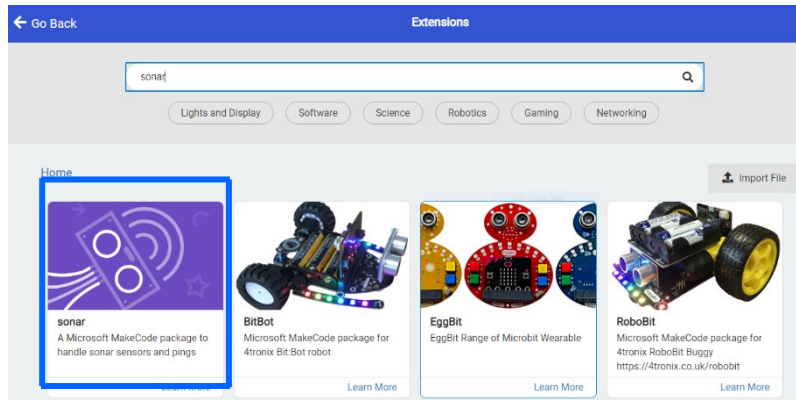 Go Back
Extensions
sonar
Lights and Display
Software
Science
Robotics
Gaming
Networking
Home
Import File
sonar
A Microsoft MakeCode package to
handle sonar sensors and pings
Learn More
BitBot
Microsoft MakeCode package for
4tronix Bit:Bot robot
Learn More
EggBit
EggBit Range of Microbit Wearable
Learn More
RoboBit
Microsoft MakeCode package for
4tronix RoboBit Buggy
https://4tronix.co.uk/robobit
Learn More